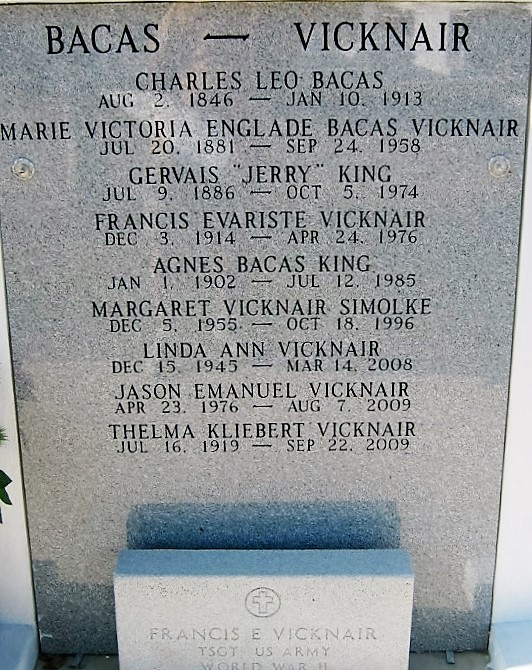 BACAS — VICKNAIR
CHARLES LEO BACAS
AUG 2, 1846 — JAN 10, 1913
MARIE VICTORIA ENGLADE BACAS VICKNAIR
JUL 20, 1881 — SEP 24, 1958
GERVAIS "JERRY" KING
JUL 9, 1886 — OCT 5, 1974
FRANCIS EVARISTE VICKNAIR
DEC 3, 1914 — APR 24, 1976
AGNES BACAS KING
JAN 1, 1902 — JUL 12, 1985
MARGARET VICKNAIR SIMOLKE
DEC 5, 1955 — OCT 18, 1996
LINDA ANN VICKNAIR
DEC 15, 1945 — MAR 14, 2008
JASON EMANUEL VICKNAIR
APR 23, 1976 — AUG 7, 2009
THELMA KLIEBERT VICKNAIR
JUL 16, 1919 — SEP 22, 2009
FRANCIS E VICKNAIR
TSGT US ARMY
WORLD WAR II